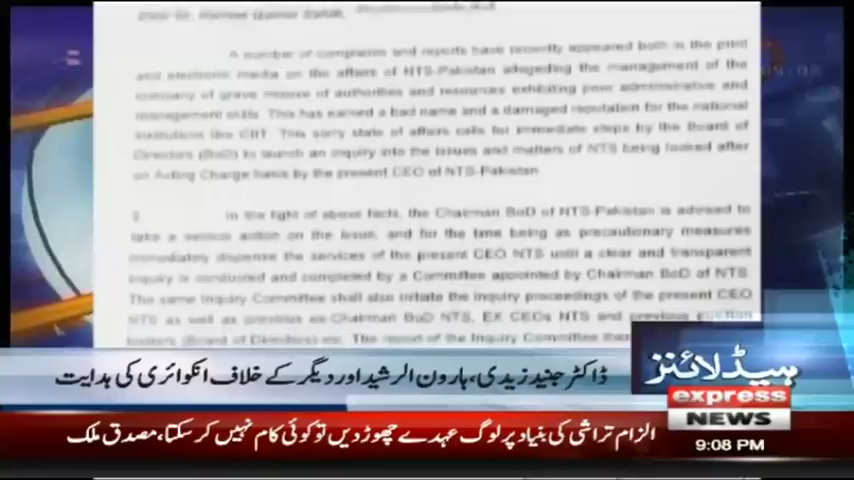 A number of complains and reports have recently appeared both in the print
and electronic media on the affairs of NTS-Pakistan allegeding the management of the
company of grave misuse of authorities and resources exhibiting poor administrative and
management skills. This has earned a bad name and a damaged reputation for the national
institutions like CIIT. This sorry state of affairs calls for immediate steps by the Board of
Directors (BoD) to launch an inquiry into the issues and matters of NTS being looked after
on Acting Charge basis by the present CEO of NTS-Pakistan
2 In the light of above facts, the Chairman BoD of NTS-Pakistan is advised to
take a serious action on the issue, and for the time being as precautionary measures
immediately dispense the services of the present CEO NTS until a clear and transparent
inquiry is conducted and completed by a Committee appointed by Chairman BoD of NTS.
The same Inquiry Committee shall also initiate the inquiry proceedings of the present CEO
NTS as well as previous ex-Chairman BoD NTS, EX CEOs NTS and previous position
(Board of Directors) etc. The report of the Inquiry Committee
ڈاکٹر جنید زیدی، ہارون الرشید اور دیگر کے خلاف انکوائری کی ہدایت
ہیڈلائنز
express
NEWS
9:08 PM
الزام تراشی کی بنیاد پر لوگ عہدے چھوڑ دیں تو کوئی کام نہیں کر سکتا، مصدق ملک